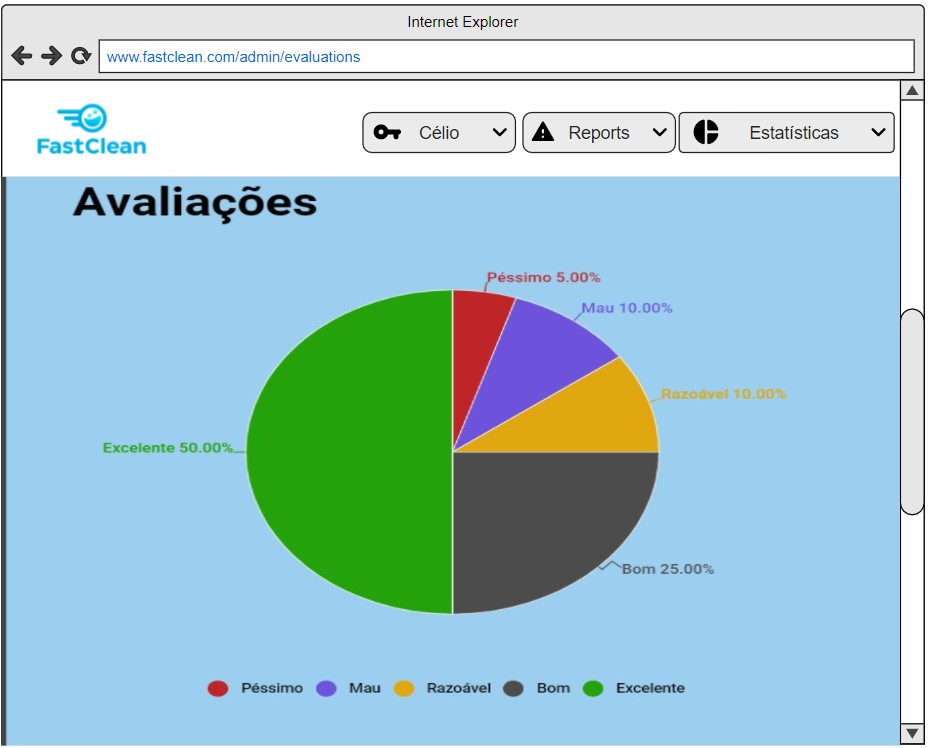 Internet Explorer
www.fastclean.com/admin/evaluations
FastClean
Célio
Reports
Estatísticas
Avaliações
Péssimo 5.00%
Mau 10.00%
Razoável 10.00%
Excelente 50.00%
Bom 25.00%
Péssimo Mau Razoável Bom Excelente